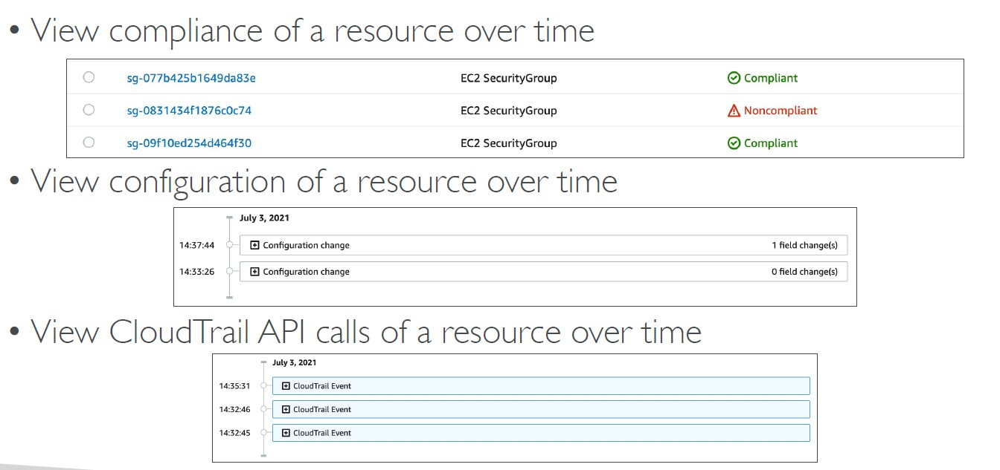 • View compliance of a resource over time
sg-077b425b1649da83e EC2 SecurityGroup Compliant
sg-0831434f1876c0c74 EC2 SecurityGroup Noncompliant
sg-09f10ed254d464f30 EC2 SecurityGroup Compliant
• View configuration of a resource over time
July 3, 2021
14:37:44 Configuration change 1 field change(s)
14:33:26 Configuration change 0 field change(s)
• View CloudTrail API calls of a resource over time
July 3, 2021
14:35:31 CloudTrail Event
14:32:46 CloudTrail Event
14:32:45 CloudTrail Event